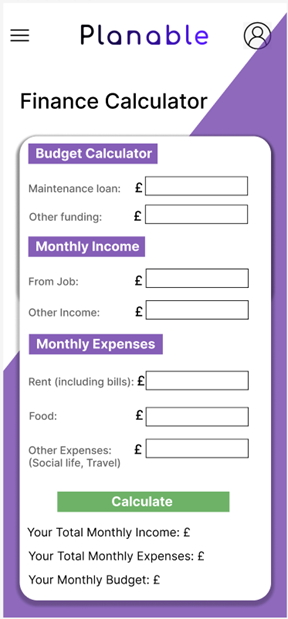 Planable
Finance Calculator
Budget Calculator
Maintenance loan: £
Other funding: £
Monthly Income
From Job: £
Other Income: £
Monthly Expenses
Rent (including bills): £
Food: £
Other Expenses: £
(Social life, Travel)
Calculate
Your Total Monthly Income: £
Your Total Monthly Expenses: £
Your Monthly Budget: £